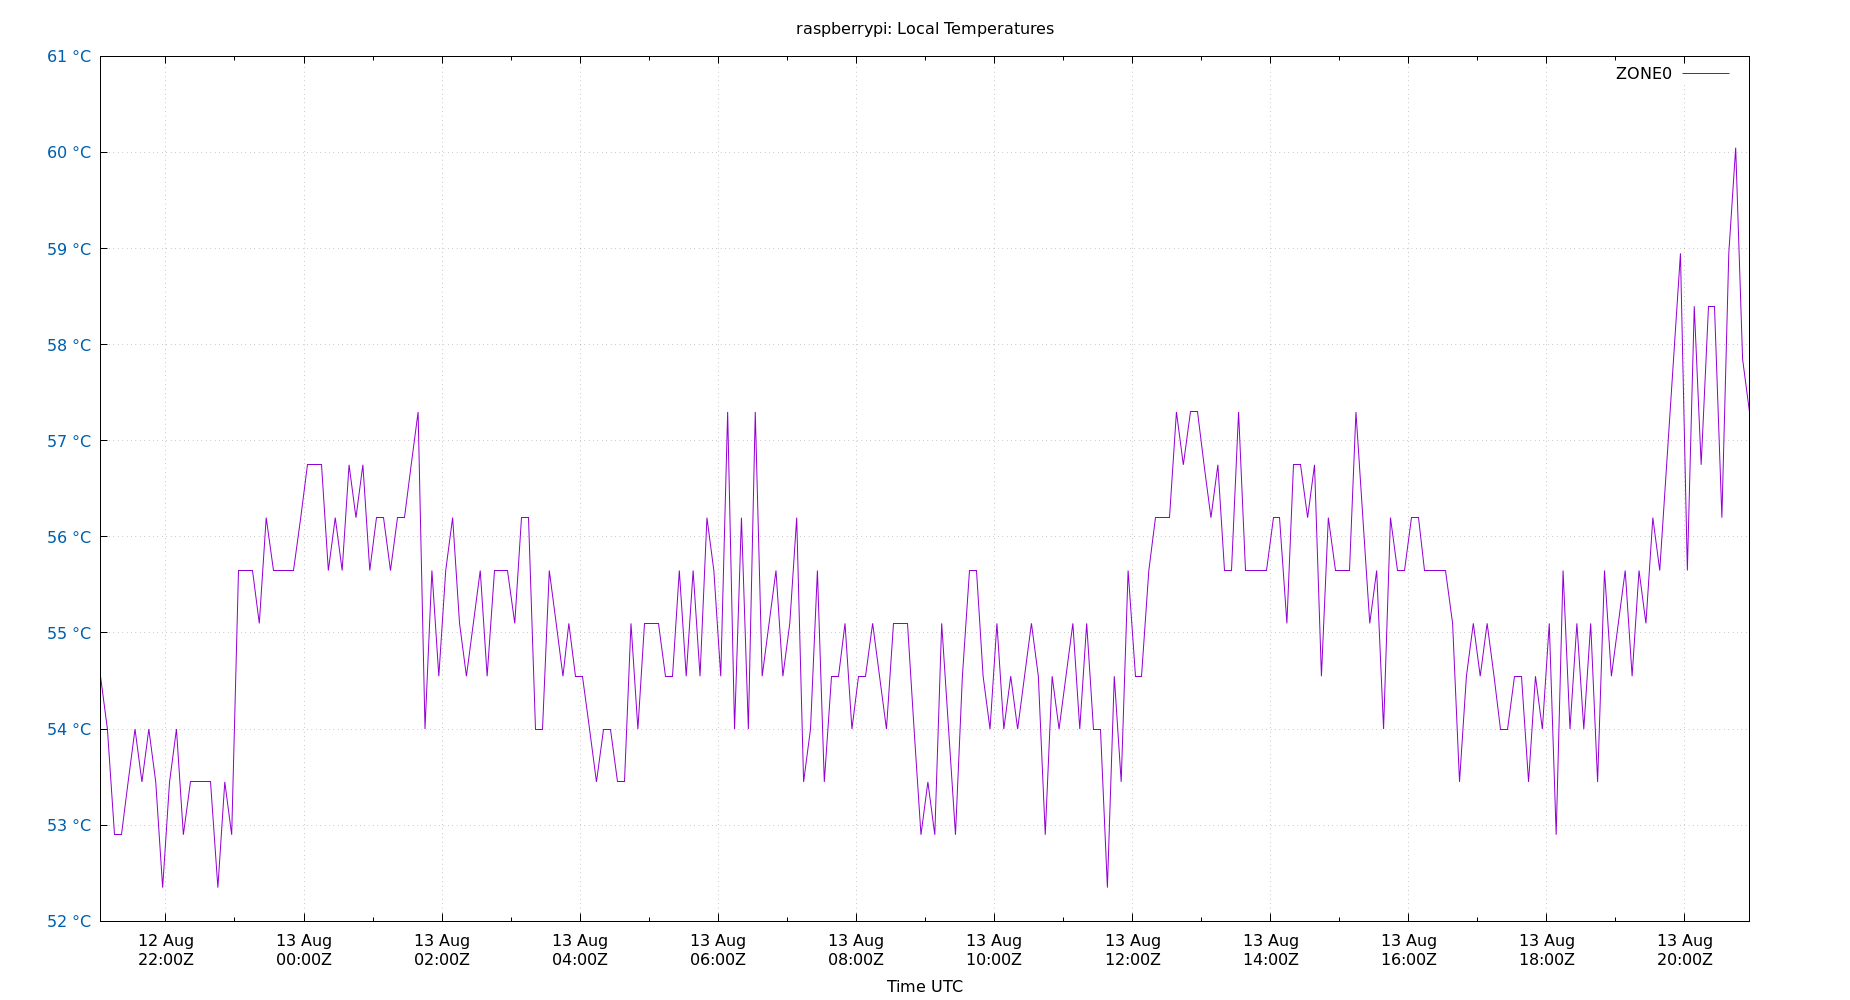 raspberrypi: Local Temperatures
61 °C
ZONE0
60 °C
59 °C
58 °C
57 °C
56 °C
55 °C
54 °C
53 °C
52 °C
12 Aug 13 Aug 13 Aug 13 Aug 13 Aug 13 Aug 13 Aug 13 Aug 13 Aug 13 Aug 13 Aug 13 Aug
22:00Z 00:00Z 02:00Z 04:00Z 06:00Z 08:00Z 10:00Z 12:00Z 14:00Z 16:00Z 18:00Z 20:00Z
Time UTC